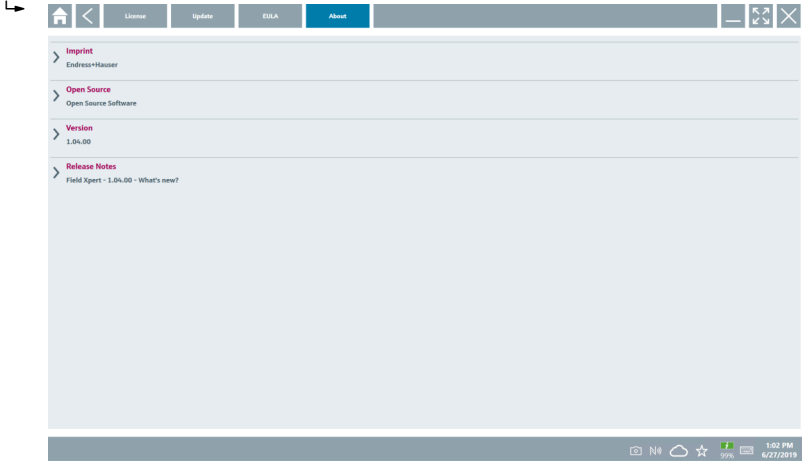 License Update EULA About
Imprint
Endress+Hauser
Open Source
Open Source Software
Version
1.04.00
Release Notes
Field Xpert - 1.04.00 - What's new?
99%
1:02 PM
6/27/2019